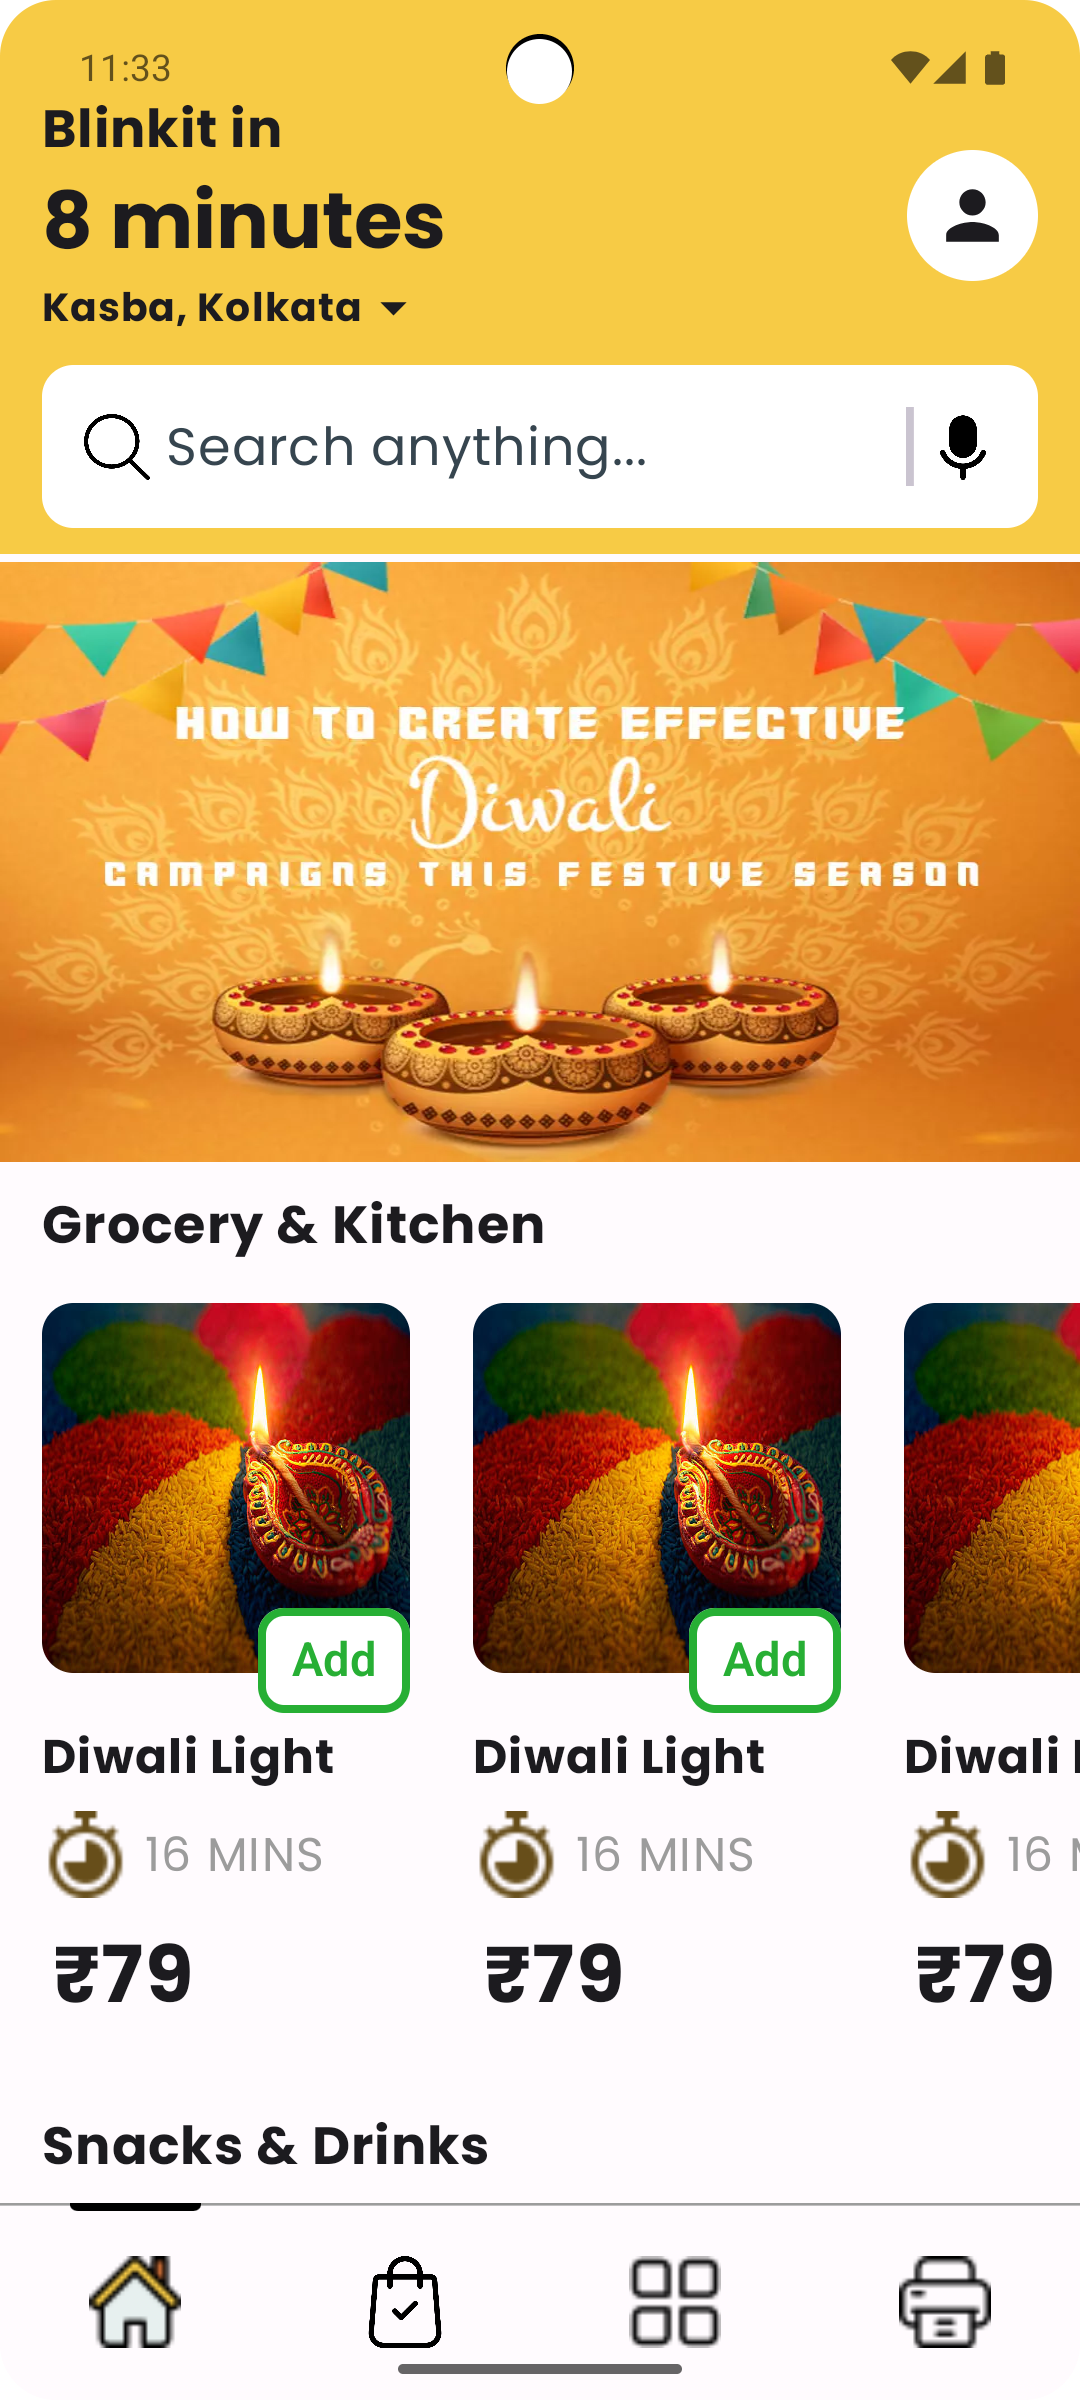 11:33
Blinkit in
8 minutes
Kasba, Kolkata
Search anything...
HOW TO CREATE EFFECTIVE
Diwali
CAMPAIGNS THIS FESTIVE SEASON
Grocery & Kitchen
Add Add
Diwali Light Diwali Light Diwali
16 MINS 16 MINS 16
₹79 ₹79 ₹79
Snacks & Drinks